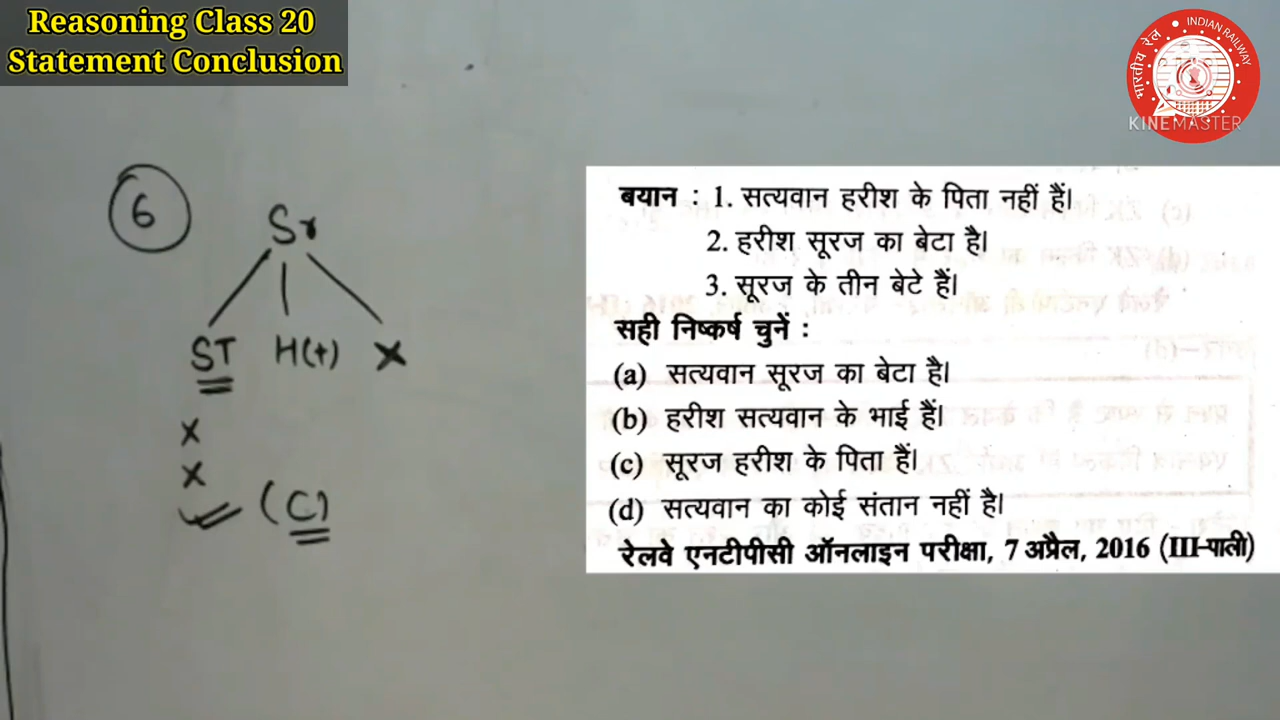 Reasoning Class 20
Statement Conclusion
भारतीय रेल
INDIAN RAILWAY
KINEMASTER
6
Sr
ST H(+) x
x
x
(C)
बयान : 1. सत्यवान हरीश के पिता नहीं हैं।
2. हरीश सूरज का बेटा है।
3. सूरज के तीन बेटे हैं।
सही निष्कर्ष चुनें :
(a) सत्यवान सूरज का बेटा है।
(b) हरीश सत्यवान के भाई हैं।
(c) सूरज हरीश के पिता हैं।
(d) सत्यवान का कोई संतान नहीं है।
रेलवे एनटीपीसी ऑनलाइन परीक्षा, 7 अप्रैल, 2016 (III-पाली)